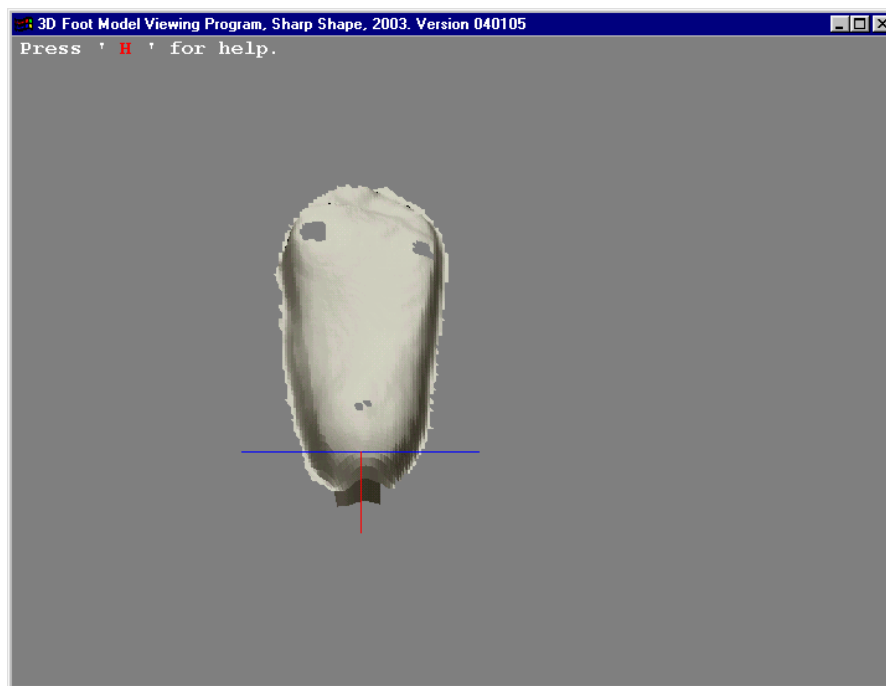 3D Foot Model Viewing Program, Sharp Shape, 2003. Version 040105
Press ' H ' for help.